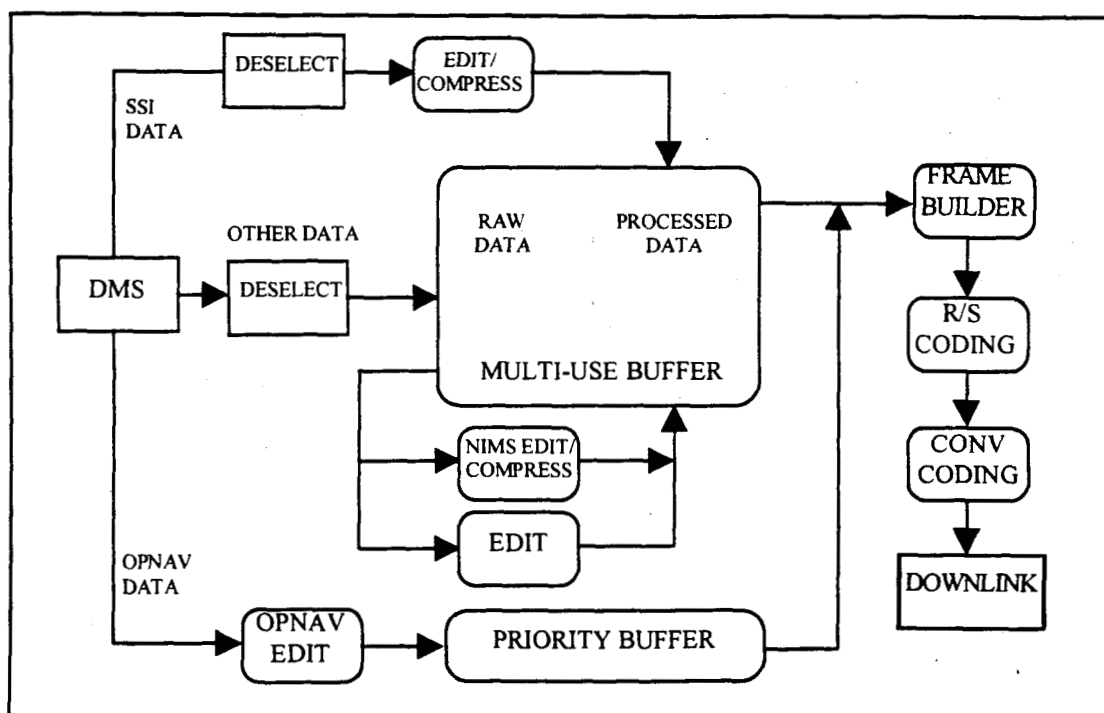 DESELECT
EDIT/
COMPRESS
SSI
DATA
FRAME
BUILDER
RAW
DATA
PROCESSED
DATA
OTHER DATA
DMS
DESELECT
R/S
CODING
MULTI-USE BUFFER
NIMS EDIT/
COMPRESS
CONV
CODING
EDIT
OPNAV
DATA
DOWNLINK
OPNAV
EDIT
PRIORITY BUFFER